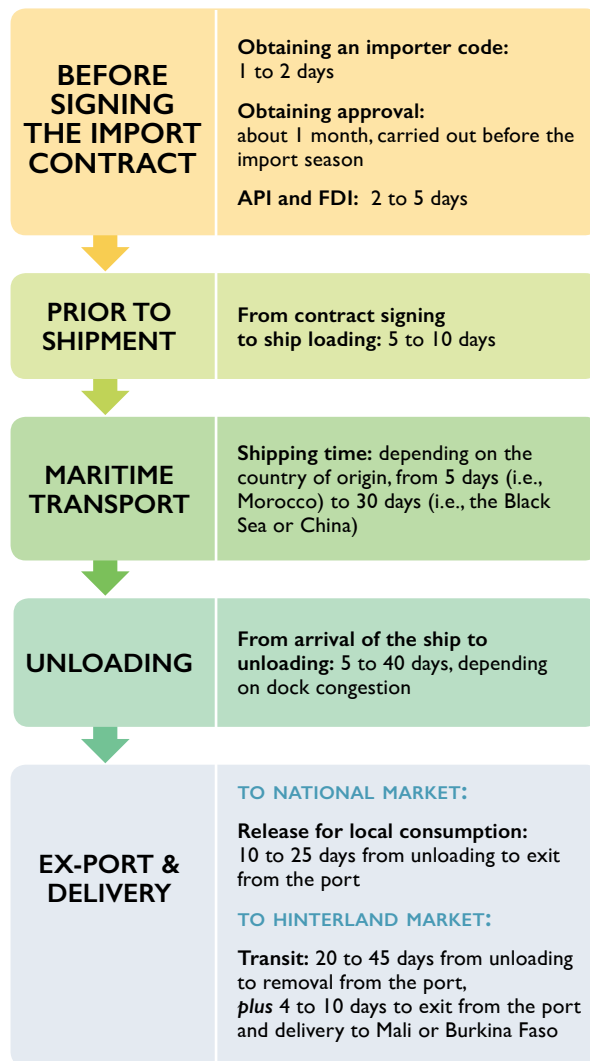 BEFORE
SIGNING
THE IMPORT
CONTRACT
Obtaining an importer code:
1 to 2 days
Obtaining approval:
about 1 month, carried out before the
import season
API and FDI: 2 to 5 days
PRIOR TO
SHIPMENT
From contract signing
to ship loading: 5 to 10 days
MARITIME
TRANSPORT
Shipping time: depending on the
country of origin, from 5 days (i.e.,
Morocco) to 30 days (i.e., the Black
Sea or China)
UNLOADING
From arrival of the ship to
unloading: 5 to 40 days, depending
on dock congestion
EX-PORT &
DELIVERY
TO NATIONAL MARKET:
Release for local consumption:
10 to 25 days from unloading to exit
from the port
TO HINTERLAND MARKET:
Transit: 20 to 45 days from unloading
to removal from the port,
plus 4 to 10 days to exit from the port
and delivery to Mali or Burkina Faso